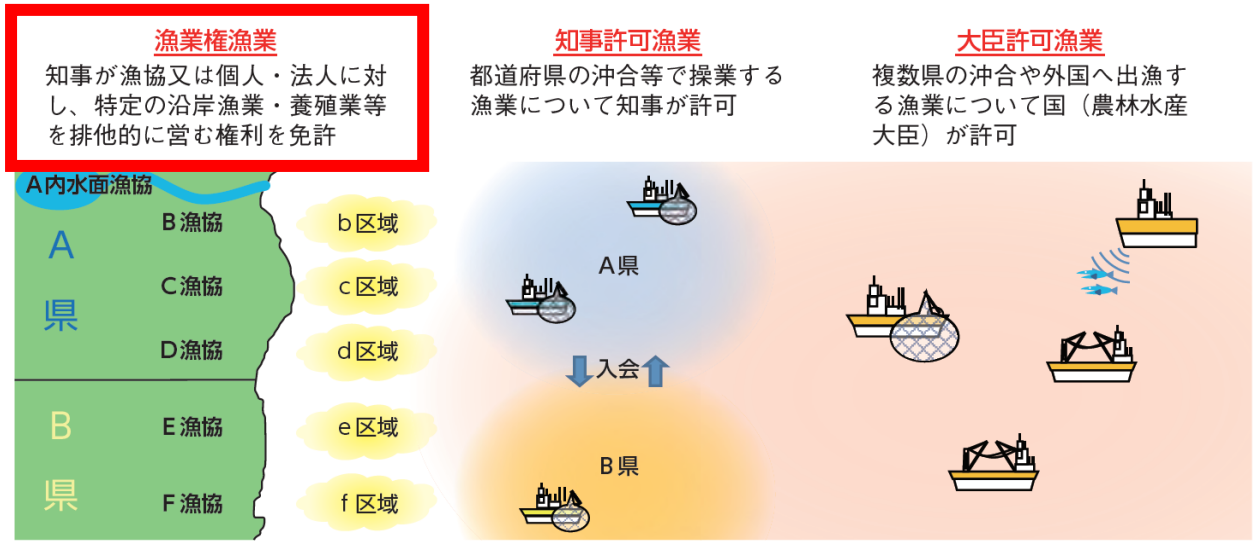 漁業権漁業
知事が漁協又は個人・法人に対
し、特定の沿岸漁業・養殖業等
を排他的に営む権利を免許
知事許可漁業
都道府県の沖合等で操業する
漁業について知事が許可
大臣許可漁業
複数県の沖合や外国へ出漁す
る漁業について国（農林水産
大臣）が許可
A内水面漁協
A
県
B漁協
C漁協
D漁協
b区域
c区域
d区域
A県
入会
B
県
E漁協
F漁協
e区域
f区域
B県